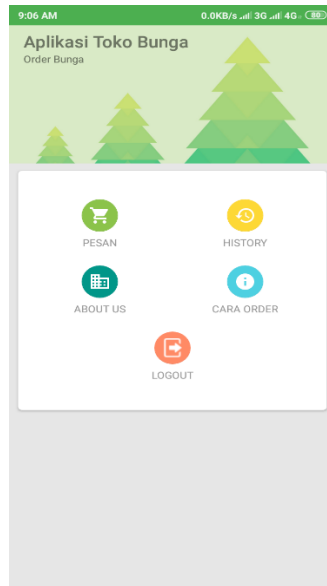 9:06 AM 0.0KB/s 3G 4G 80
Aplikasi Toko Bunga
Order Bunga
PESAN HISTORY
ABOUT US CARA ORDER
LOGOUT